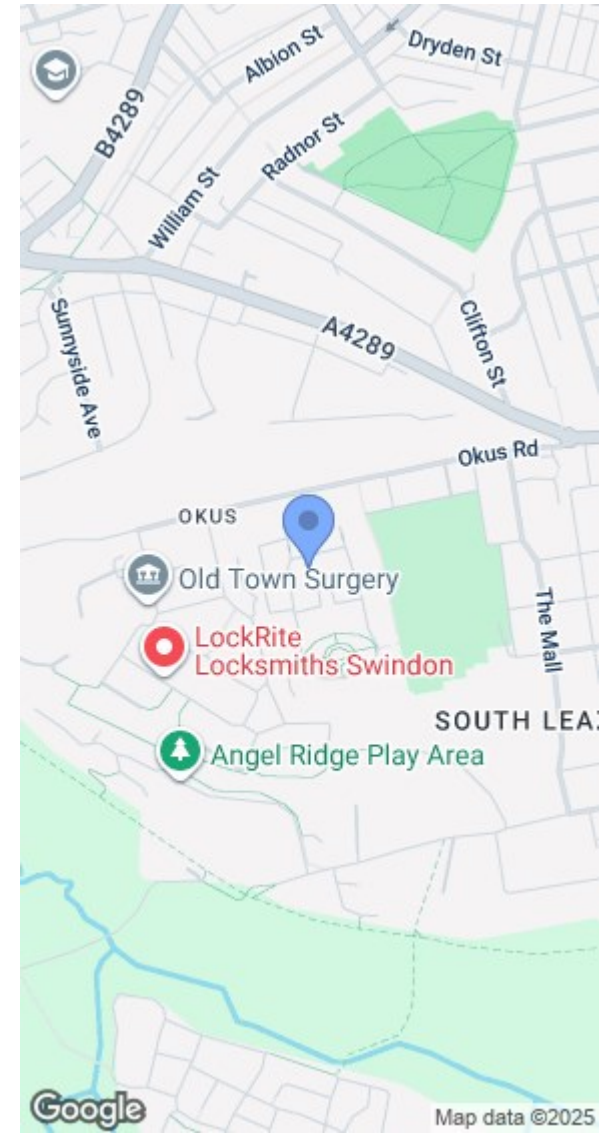 Albion St
Dryden St
B4289
Radnor St
William St
Sunnyside Ave
A4289
Clifton St
Okus Rd
OKUS
Old Town Surgery
The Mall
LockRite
Locksmiths Swindon
SOUTH LEA
Angel Ridge Play Area
Google
Map data ©2025